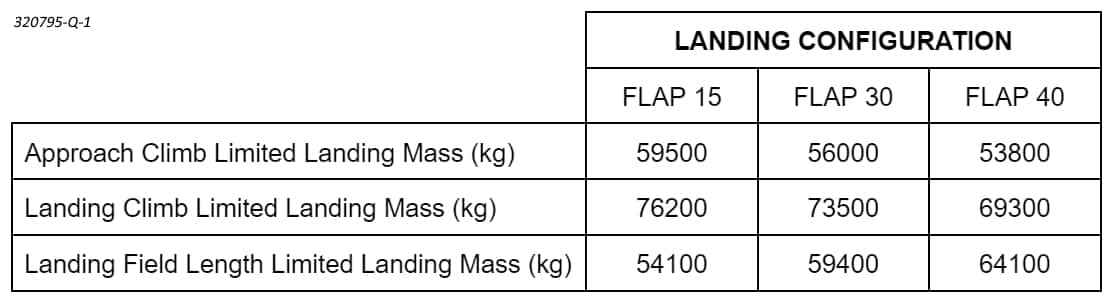 320795-Q-1
LANDING CONFIGURATION
FLAP 15 FLAP 30 FLAP 40
Approach Climb Limited Landing Mass (kg) 59500 56000 53800
Landing Climb Limited Landing Mass (kg) 76200 73500 69300
Landing Field Length Limited Landing Mass (kg) 54100 59400 64100